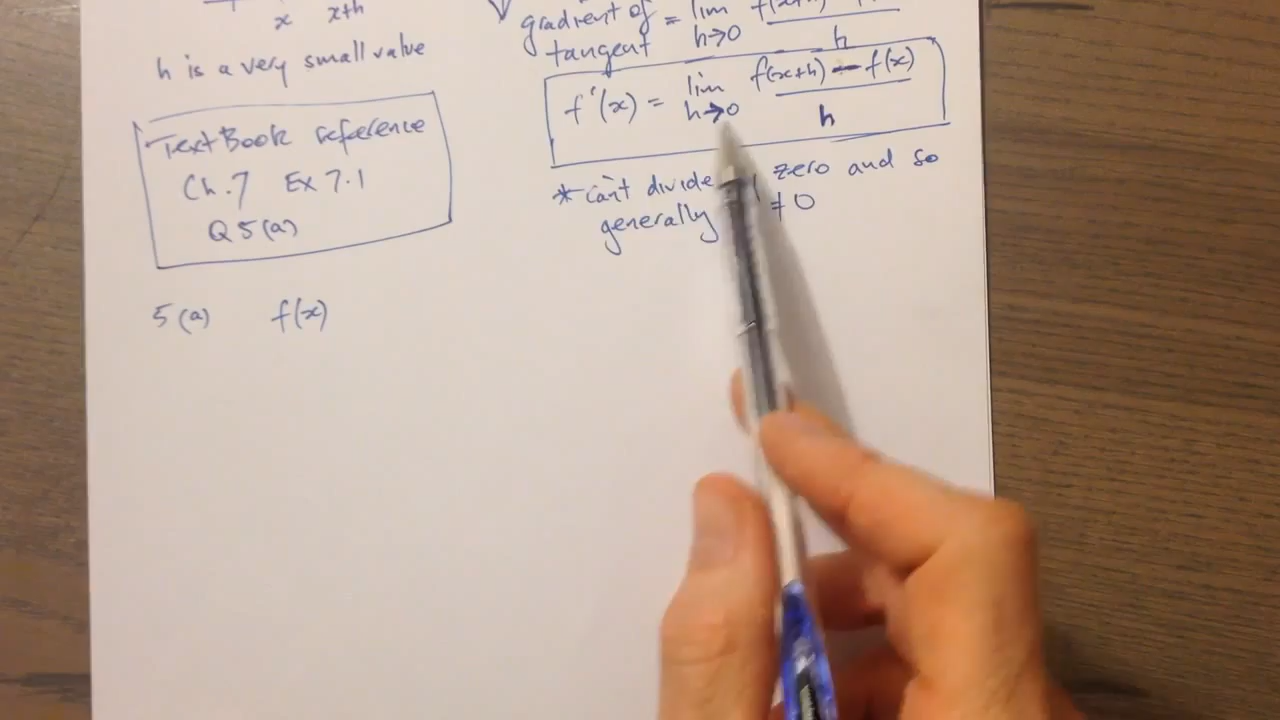 x x+h
h is a very small value
gradient of = lim f(x+h)
tangent h→0 h
f'(x) = lim f(x+h) - f(x)
h→0 h
TextBook reference
Ch.7 Ex 7.1
Q 5(a)
* can't divide zero and so
generally ≠ 0
5(a) f(x)